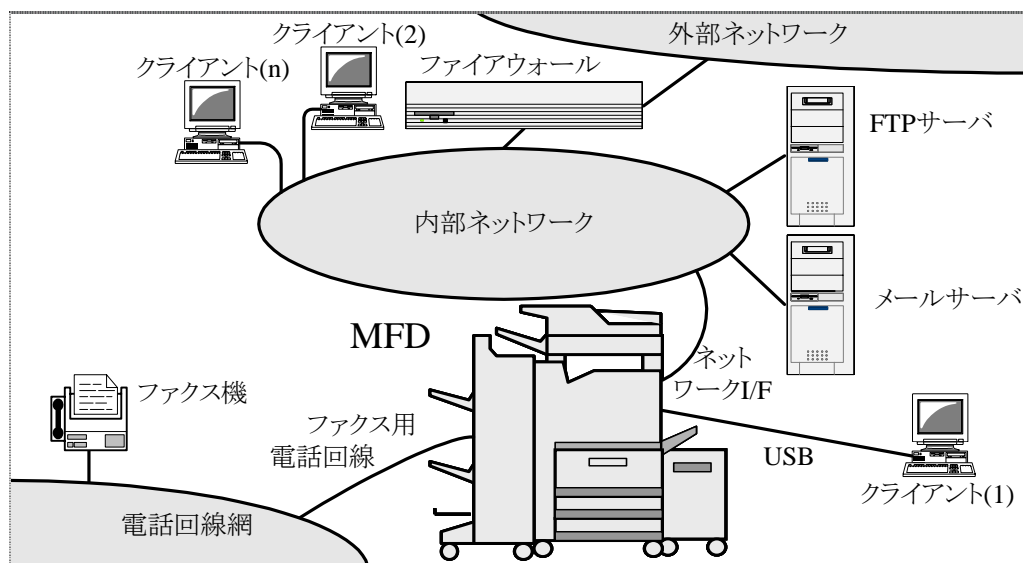 外部ネットワーク
クライアント(2)
クライアント(n)
ファイアウォール
FTPサーバ
内部ネットワーク
メールサーバ
MFD
ネット
ワークI/F
ファクス機
ファクス用
電話回線
USB
クライアント(1)
電話回線網